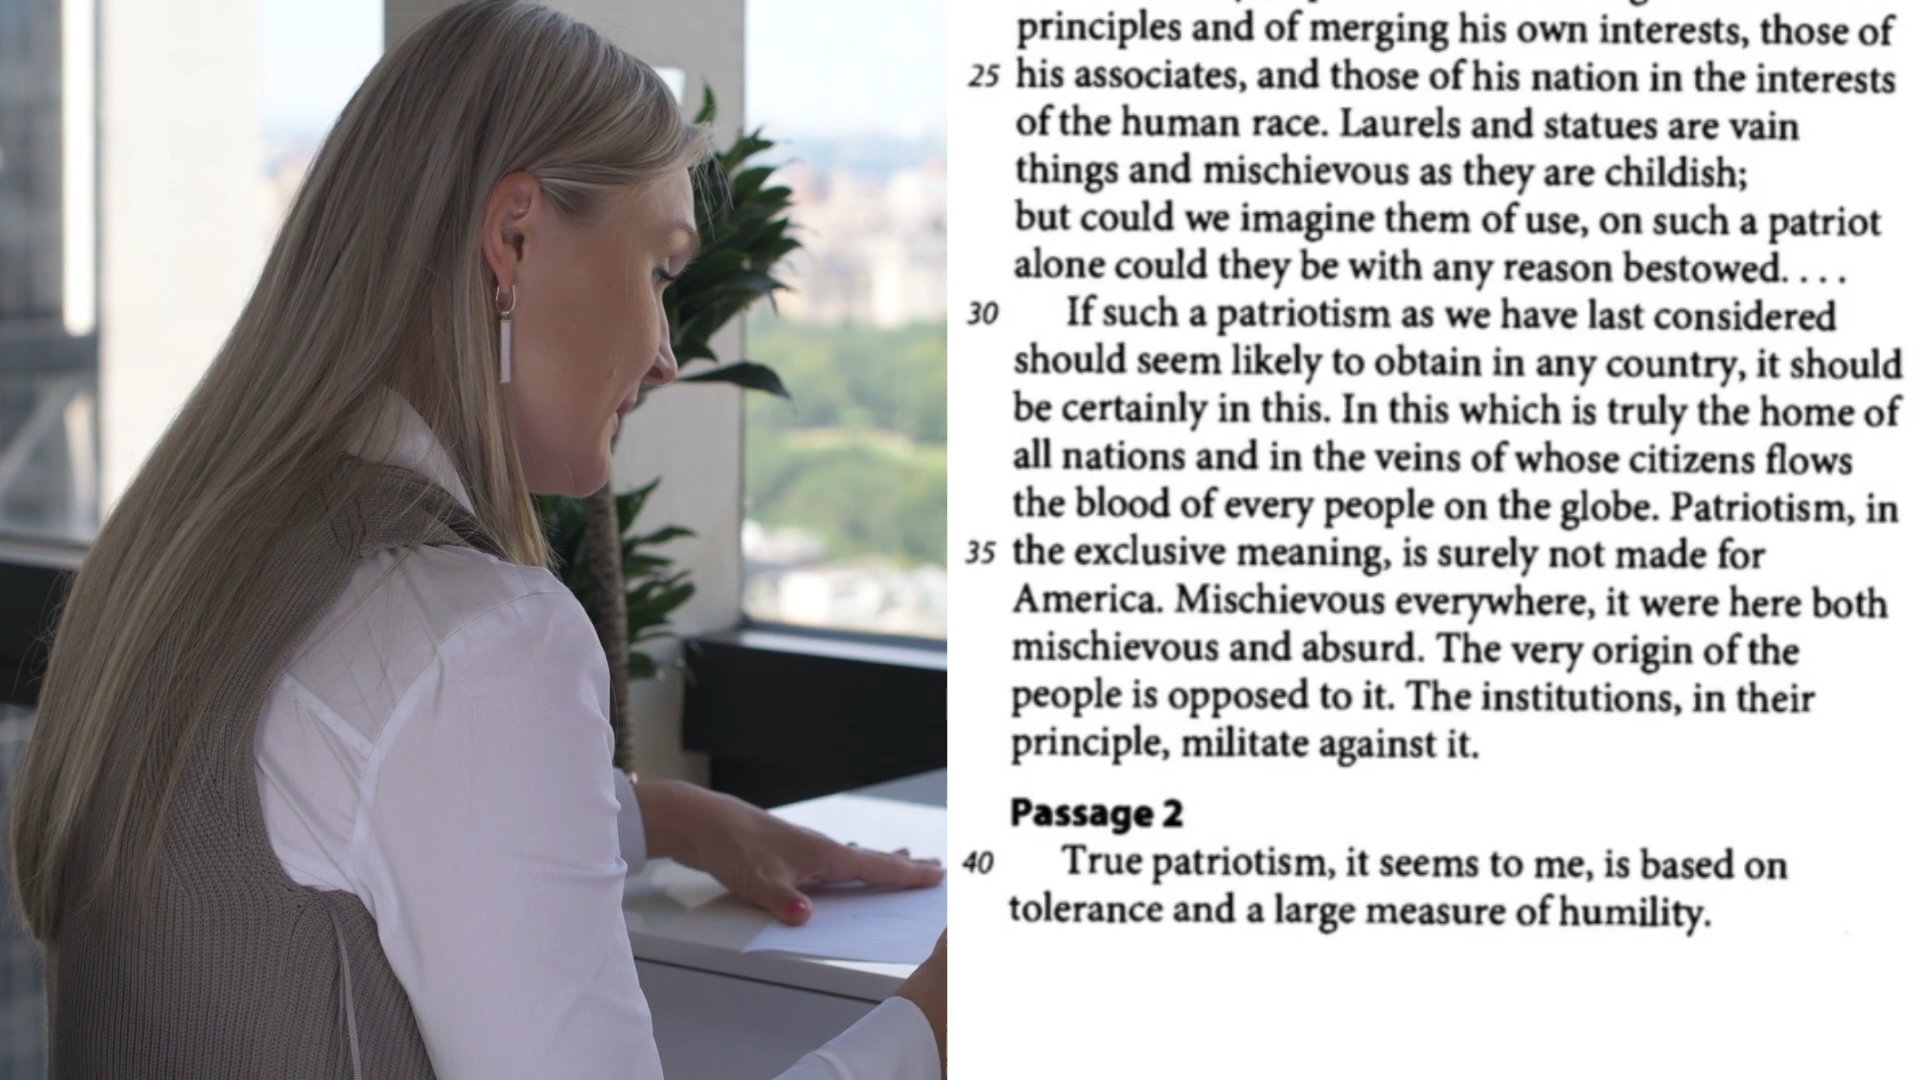 principles and of merging his own interests, those of
25 his associates, and those of his nation in the interests
of the human race. Laurels and statues are vain
things and mischievous as they are childish;
but could we imagine them of use, on such a patriot
alone could they be with any reason bestowed. . . .
30 If such a patriotism as we have last considered
should seem likely to obtain in any country, it should
be certainly in this. In this which is truly the home of
all nations and in the veins of whose citizens flows
the blood of every people on the globe. Patriotism, in
35 the exclusive meaning, is surely not made for
America. Mischievous everywhere, it were here both
mischievous and absurd. The very origin of the
people is opposed to it. The institutions, in their
principle, militate against it.
Passage 2
40 True patriotism, it seems to me, is based on
tolerance and a large measure of humility.